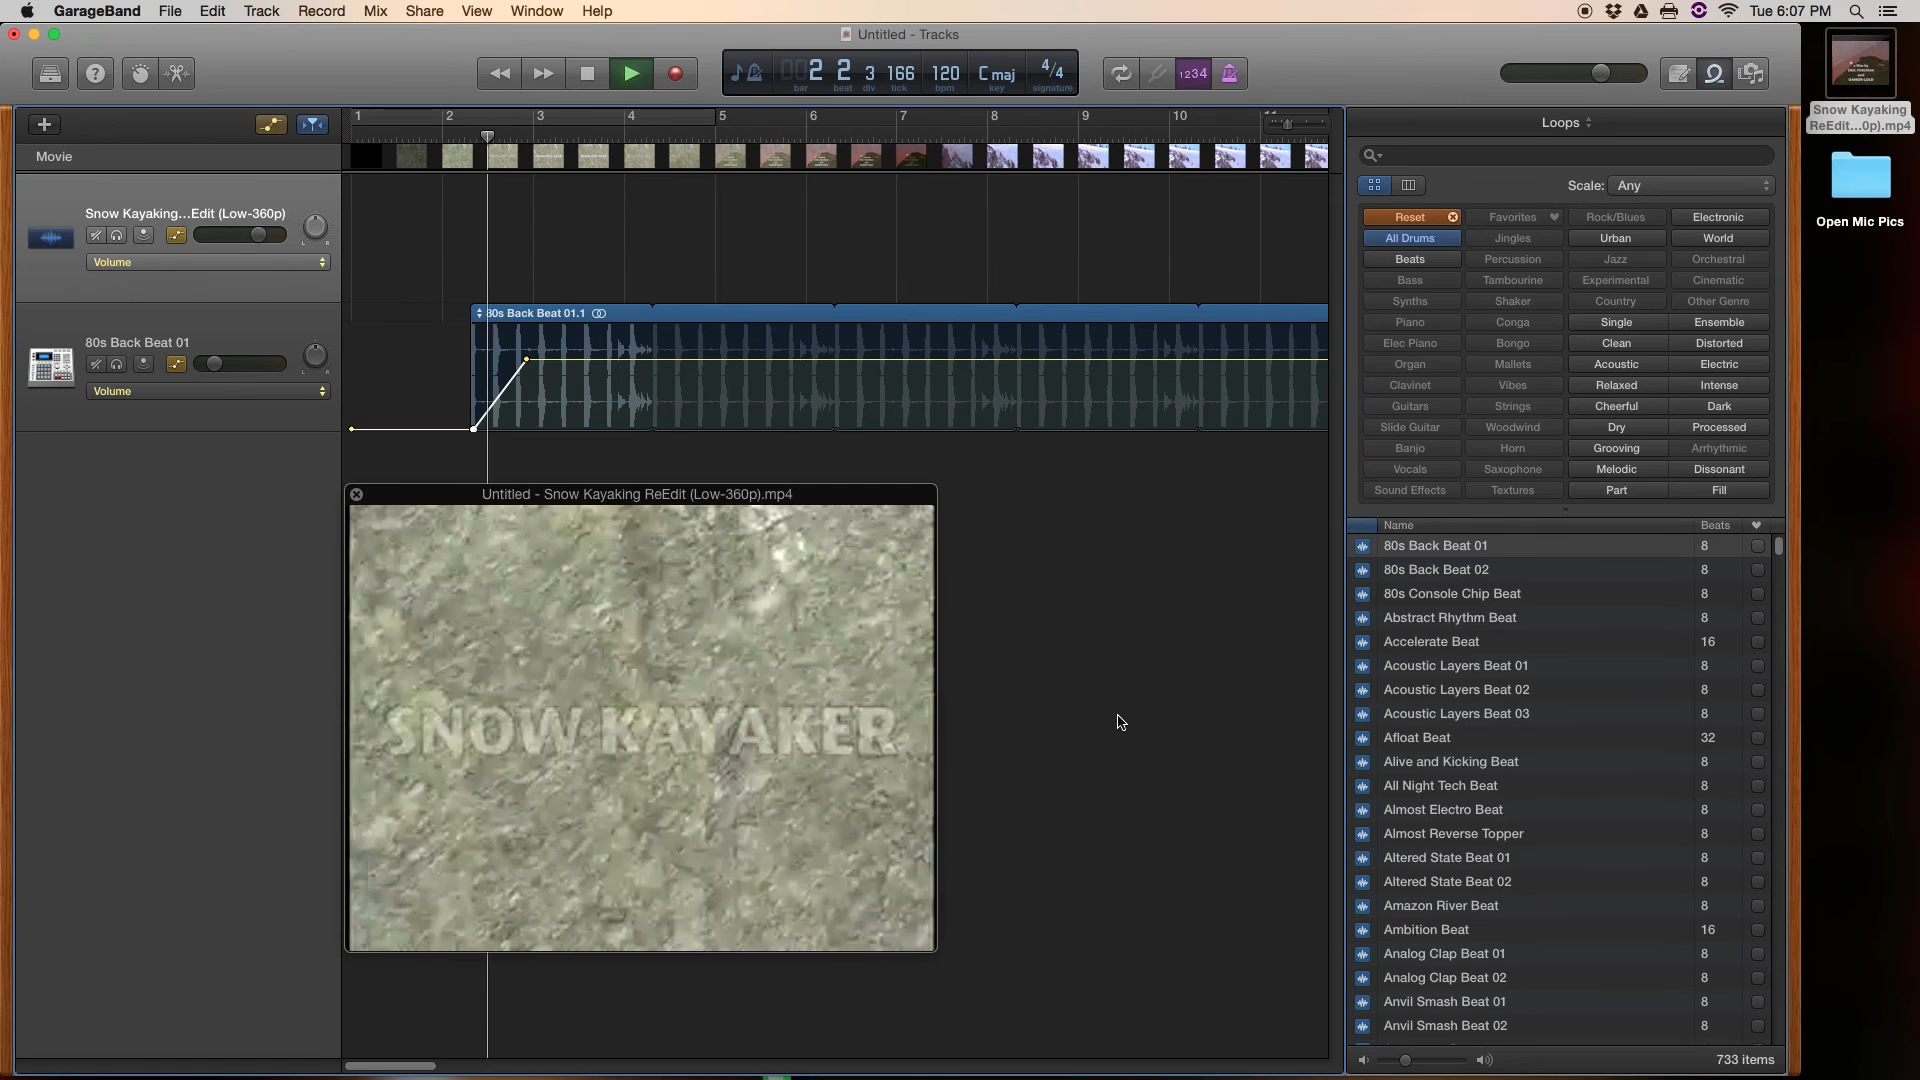 GarageBand File Edit Track Record Mix Share View Window Help
Tue 6:07 PM
Untitled - Tracks
2 2 3 166 120 C maj 4/4
bar beat div tick bpm key signature
1234
Snow Kayaking
ReEdit...0p).mp4
Open Mic Pics
1 2 3 4 5 6 7 8 9 10
Movie
Snow Kayaking...Edit (Low-360p)
L R
Volume
80s Back Beat 01
L R
Volume
80s Back Beat 01.1
Untitled - Snow Kayaking ReEdit (Low-360p).mp4
SNOW KAYAKER
Loops
Scale: Any
Reset Favorites Rock/Blues Electronic
All Drums Jingles Urban World
Beats Percussion Jazz Orchestral
Bass Tambourine Experimental Cinematic
Synths Shaker Country Other Genre
Piano Conga Single Ensemble
Elec Piano Bongo Clean Distorted
Organ Mallets Acoustic Electric
Clavinet Vibes Relaxed Intense
Guitars Strings Cheerful Dark
Slide Guitar Woodwind Dry Processed
Banjo Horn Grooving Arrhythmic
Vocals Saxophone Melodic Dissonant
Sound Effects Textures Part Fill
Name Beats
80s Back Beat 01 8
80s Back Beat 02 8
80s Console Chip Beat 8
Abstract Rhythm Beat 8
Accelerate Beat 16
Acoustic Layers Beat 01 8
Acoustic Layers Beat 02 8
Acoustic Layers Beat 03 8
Afloat Beat 32
Alive and Kicking Beat 8
All Night Tech Beat 8
Almost Electro Beat 8
Almost Reverse Topper 8
Altered State Beat 01 8
Altered State Beat 02 8
Amazon River Beat 8
Ambition Beat 16
Analog Clap Beat 01 8
Analog Clap Beat 02 8
Anvil Smash Beat 01 8
Anvil Smash Beat 02 8
733 items